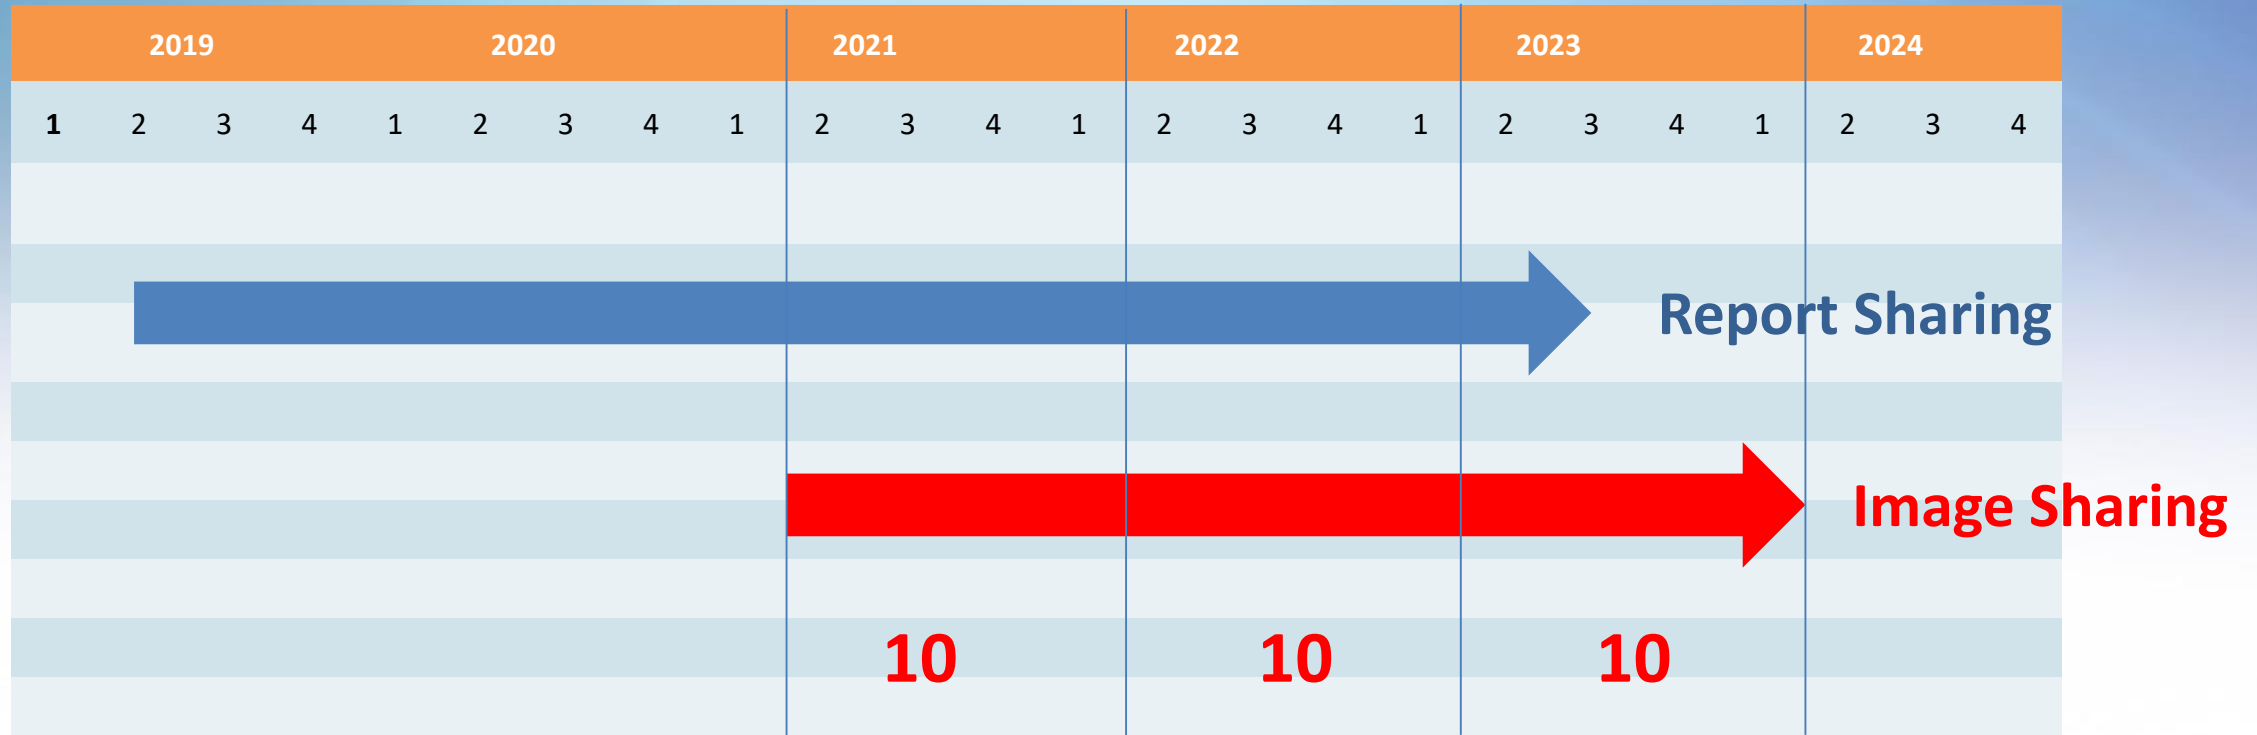 2019 2020 2021 2022 2023 2024
1 2 3 4 1 2 3 4 1 2 3 4 1 2 3 4 1 2 3 4 1 2 3 4
Report Sharing
Image Sharing
10 10 10